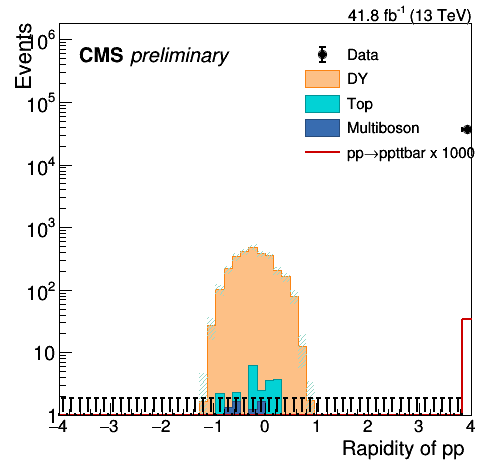 41.8 fb⁻¹ (13 TeV)
Events
CMS preliminary
Data
DY
Top
Multiboson
pp→ppttbar x 1000
10⁶
10⁵
10⁴
10³
10²
10
1
−4 −3 −2 −1 0 1 2 3 4
Rapidity of pp